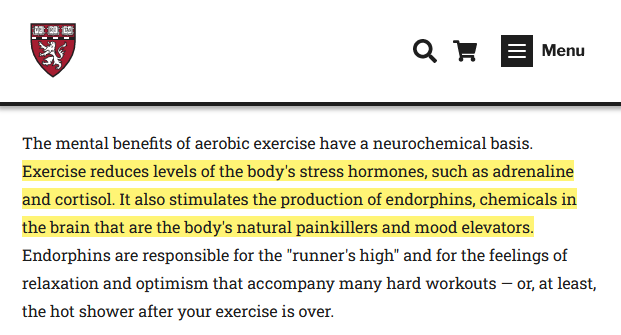 Menu
The mental benefits of aerobic exercise have a neurochemical basis.
Exercise reduces levels of the body's stress hormones, such as adrenaline
and cortisol. It also stimulates the production of endorphins, chemicals in
the brain that are the body's natural painkillers and mood elevators.
Endorphins are responsible for the "runner's high" and for the feelings of
relaxation and optimism that accompany many hard workouts — or, at least,
the hot shower after your exercise is over.